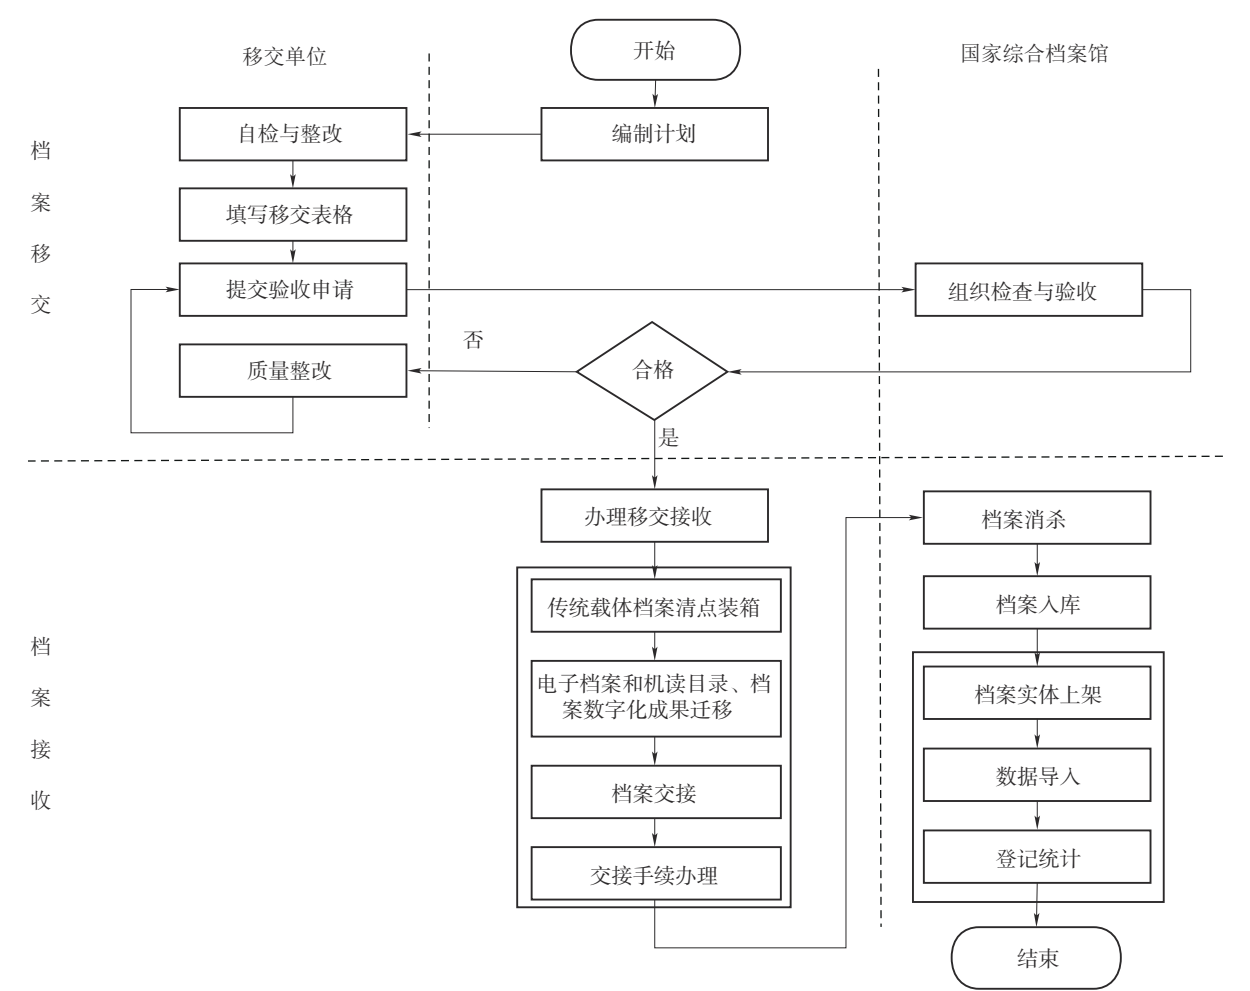 移交单位
开始
国家综合档案馆
档案移交
自检与整改
编制计划
填写移交表格
提交验收申请
组织检查与验收
否
质量整改
合格
是
档案接收
办理移交接收
传统载体档案清点装箱
电子档案和机读目录、档
案数字化成果迁移
档案交接
交接手续办理
档案消杀
档案入库
档案实体上架
数据导入
登记统计
结束